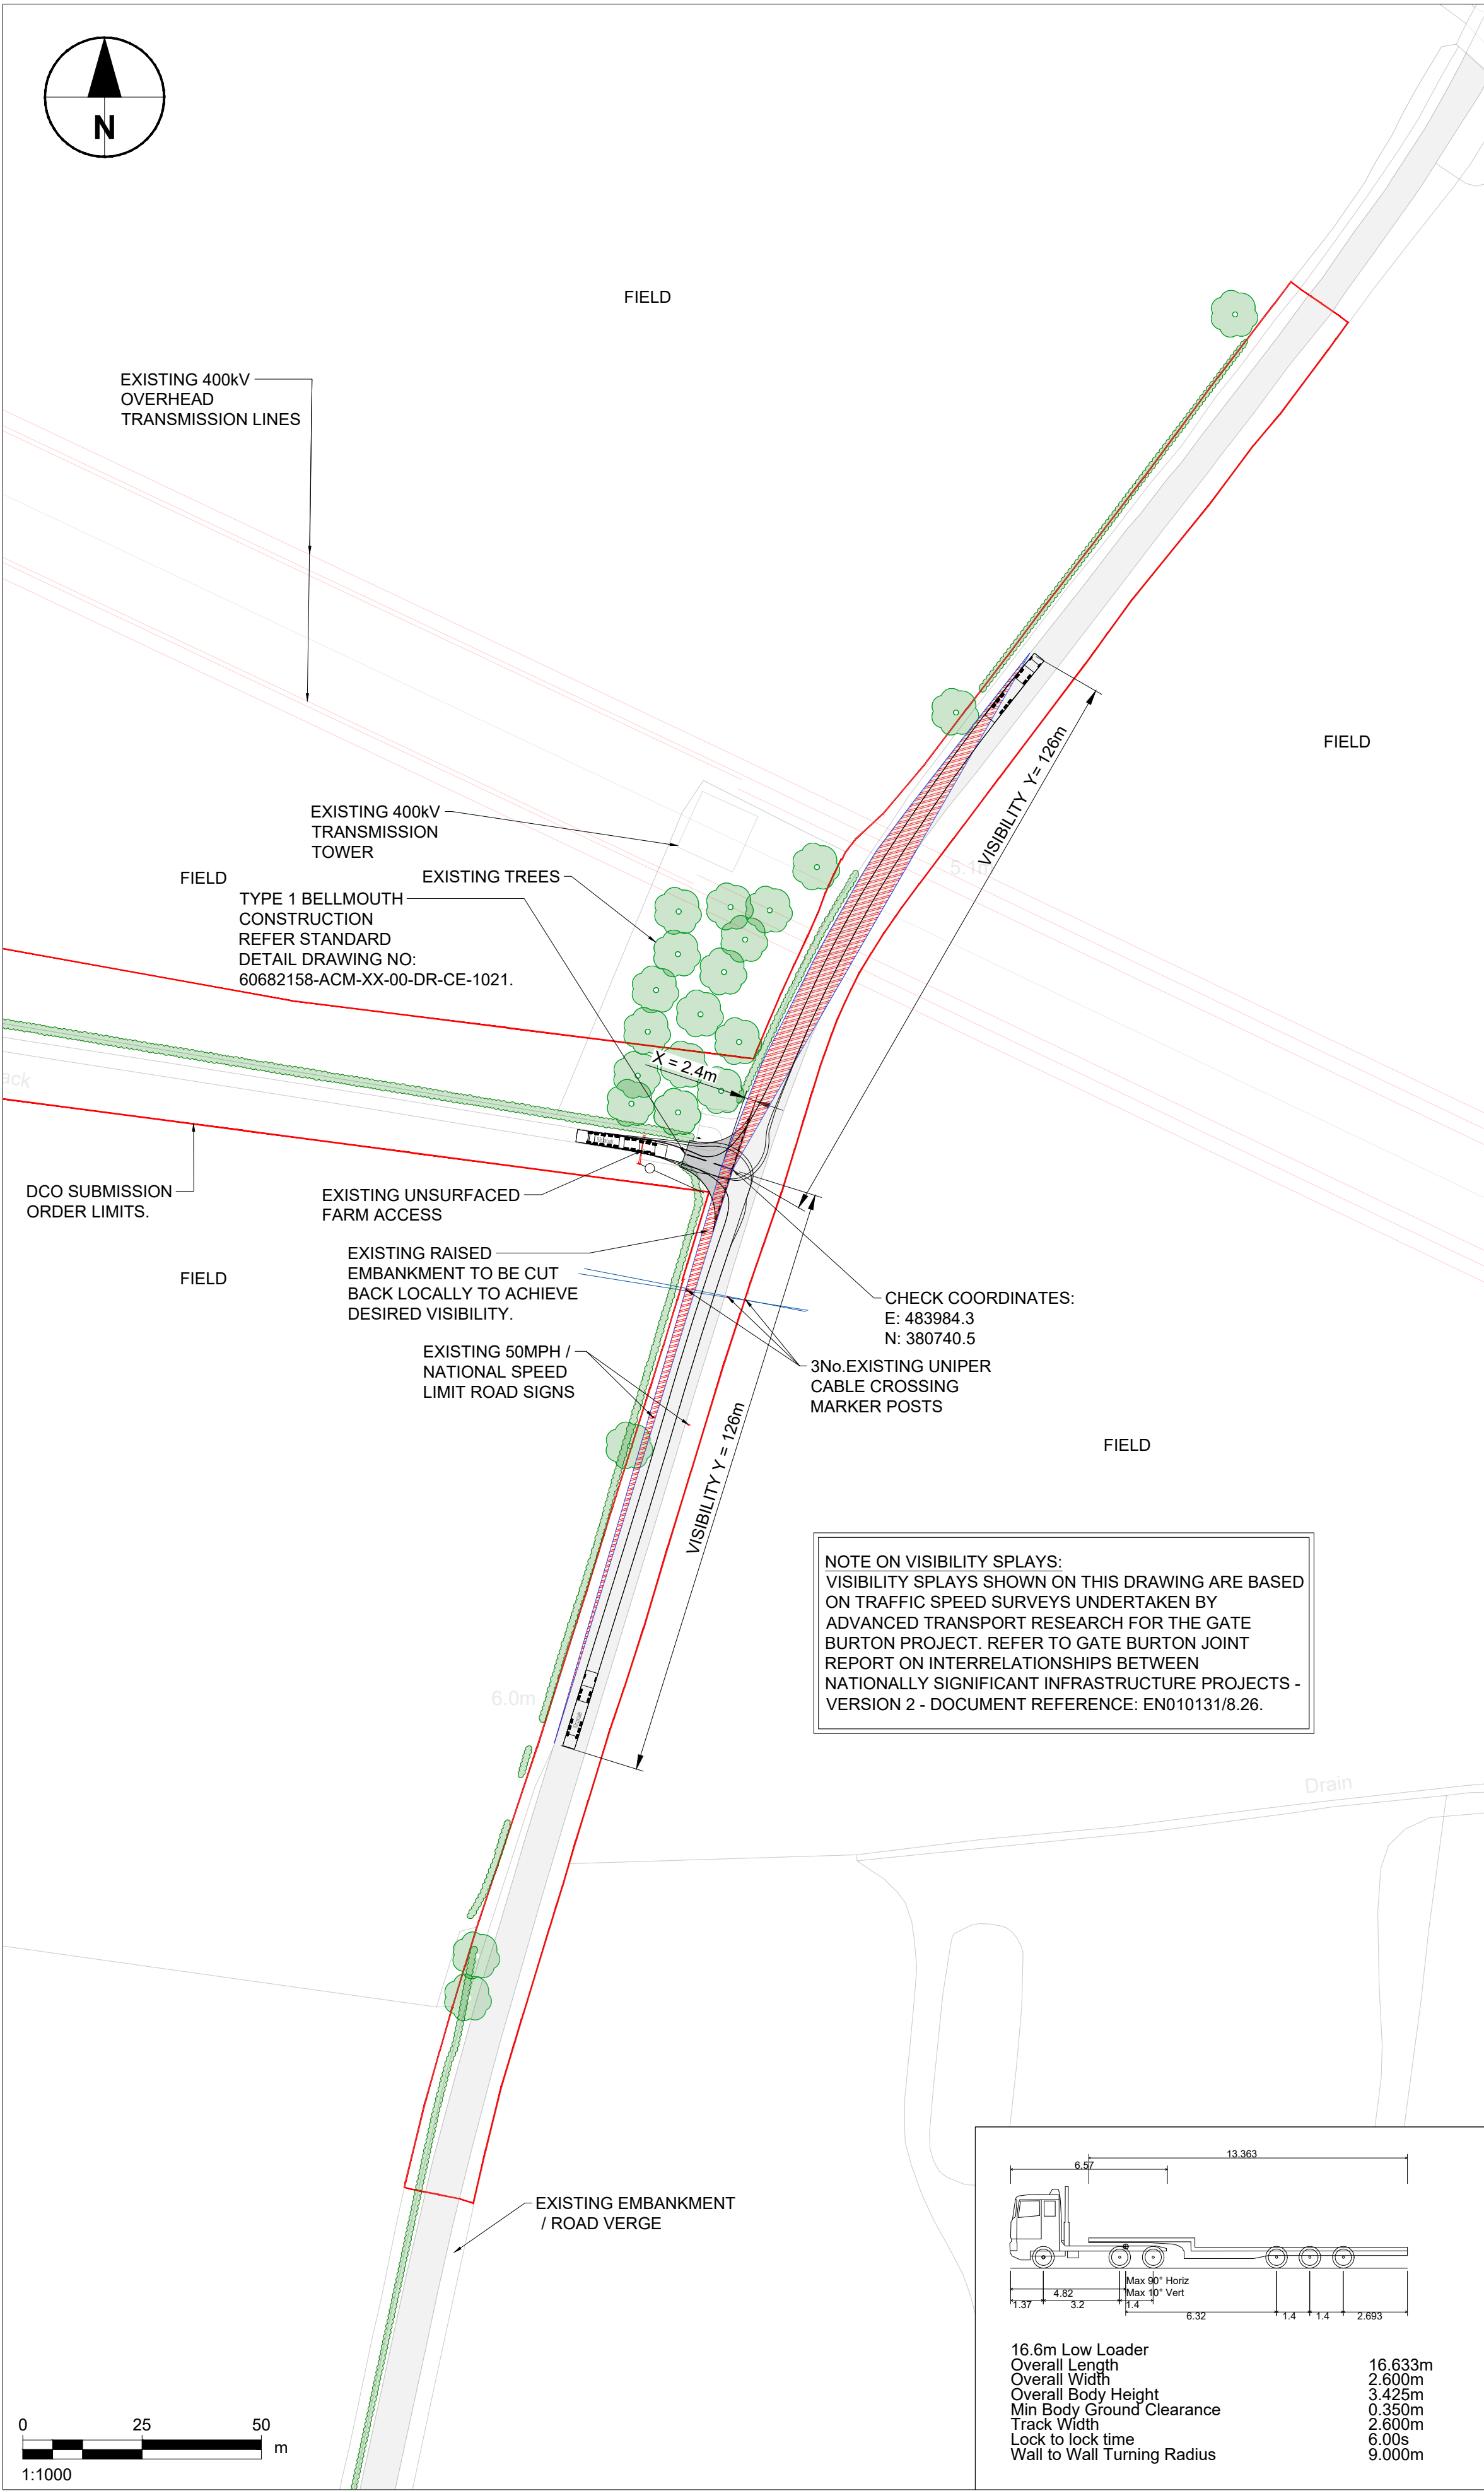 N
FIELD
EXISTING 400kV
OVERHEAD
TRANSMISSION LINES
FIELD
VISIBILITY Y= 126m
EXISTING 400kV
TRANSMISSION
TOWER
FIELD
EXISTING TREES
TYPE 1 BELLMOUTH
CONSTRUCTION
REFER STANDARD
DETAIL DRAWING NO:
60682158-ACM-XX-00-DR-CE-1021.
X = 2.4m
ack
DCO SUBMISSION
ORDER LIMITS.
EXISTING UNSURFACED
FARM ACCESS
FIELD
EXISTING RAISED
EMBANKMENT TO BE CUT
BACK LOCALLY TO ACHIEVE
DESIRED VISIBILITY.
CHECK COORDINATES:
E: 483984.3
N: 380740.5
EXISTING 50MPH /
NATIONAL SPEED
LIMIT ROAD SIGNS
3No.EXISTING UNIPER
CABLE CROSSING
MARKER POSTS
VISIBILITY Y = 126m
FIELD
NOTE ON VISIBILITY SPLAYS:
VISIBILITY SPLAYS SHOWN ON THIS DRAWING ARE BASED
ON TRAFFIC SPEED SURVEYS UNDERTAKEN BY
ADVANCED TRANSPORT RESEARCH FOR THE GATE
BURTON PROJECT. REFER TO GATE BURTON JOINT
REPORT ON INTERRELATIONSHIPS BETWEEN
NATIONALLY SIGNIFICANT INFRASTRUCTURE PROJECTS -
VERSION 2 - DOCUMENT REFERENCE: EN010131/8.26.
6.0m
Drain
EXISTING EMBANKMENT
/ ROAD VERGE
13.363
6.57
Max 90° Horiz
4.82 Max 10° Vert
1.37 3.2 1.4
6.32 1.4 1.4 2.693
16.6m Low Loader
Overall Length 16.633m
Overall Width 2.600m
Overall Body Height 3.425m
Min Body Ground Clearance 0.350m
Track Width 2.600m
Lock to lock time 6.00s
Wall to Wall Turning Radius 9.000m
0 25 50
m
1:1000